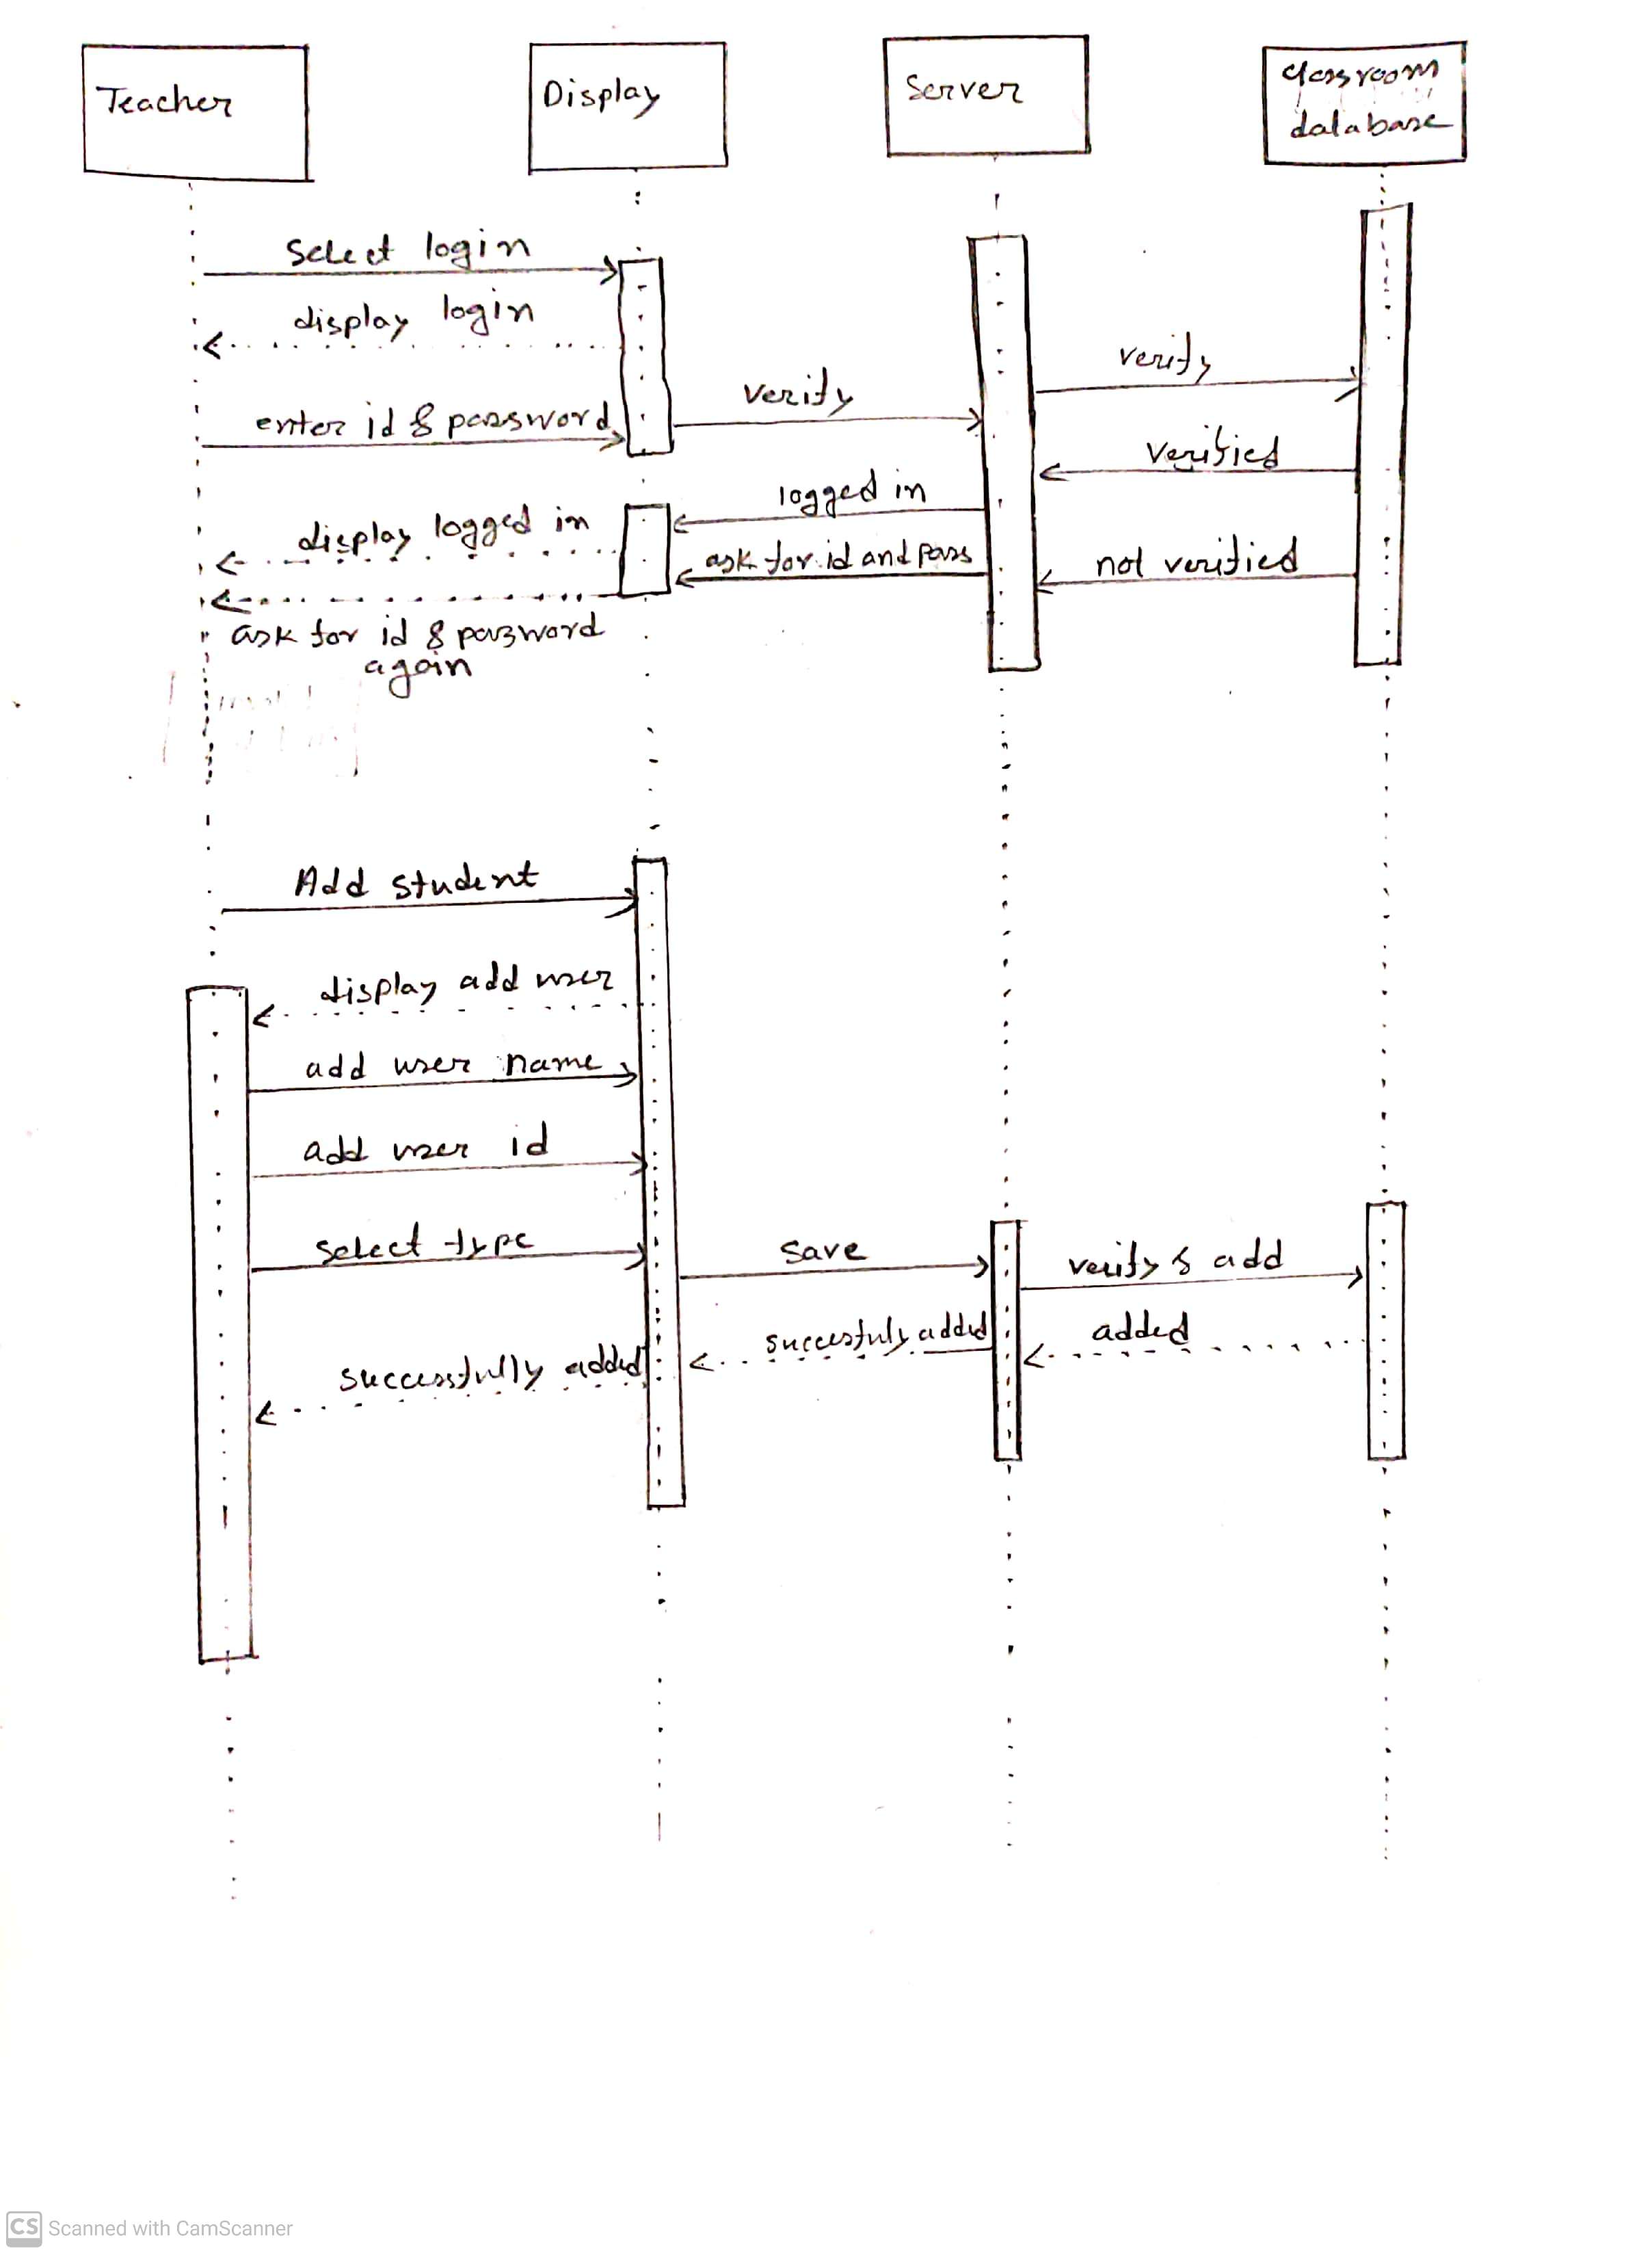 Teacher
Display
Server
classroom
database
Select login
display login
verify
verify
enter id & password
verified
logged in
display logged in
ask for id and pass
not verified
ask for id & password
again
Add student
display add user
add user name
add user id
select type
save
verify & add
succesfuly added
added
successfully added
CS Scanned with CamScanner